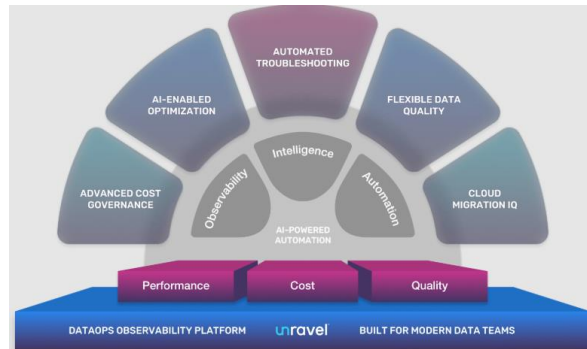 AUTOMATED
TROUBLESHOOTING
AI-ENABLED
OPTIMIZATION
FLEXIBLE DATA
QUALITY
ADVANCED COST
GOVERNANCE
CLOUD
MIGRATION IQ
Observability
Intelligence
Automation
AI-POWERED
AUTOMATION
Performance
Cost
Quality
DATAOPS OBSERVABILITY PLATFORM
unravel
BUILT FOR MODERN DATA TEAMS